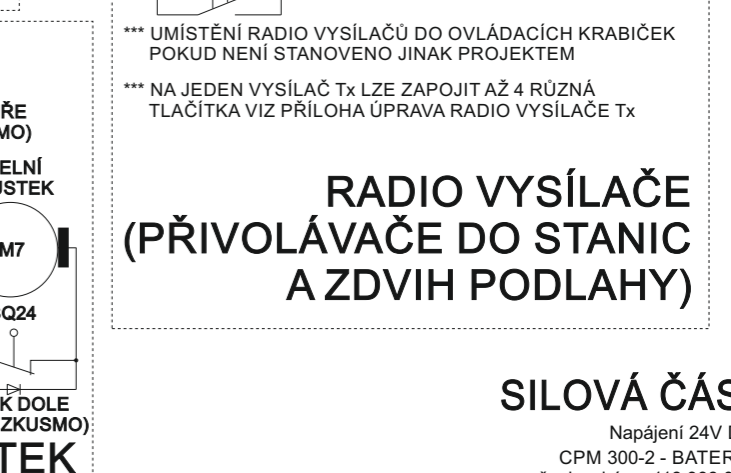 *** UMÍSTĚNÍ RADIO VYSÍLAČŮ DO OVLÁDACÍCH KRABIČEK
POKUD NENÍ STANOVENO JINAK PROJEKTEM
*** NA JEDEN VYSÍLAČ Tx LZE ZAPOJIT AŽ 4 RŮZNÁ
TLAČÍTKA VIZ PŘÍLOHA ÚPRAVA RADIO VYSÍLAČE Tx
RADIO VYSÍLAČE
(PŘIVOLÁVAČE DO STANIC
A ZDVIH PODLAHY)
ŘE
MO)
ELNÍ
USTEK
M7
Q24
K DOLE
ZKUSMO)
TEK
SILOVÁ ČÁS
Napájení 24V
CPM 300-2 - BATER